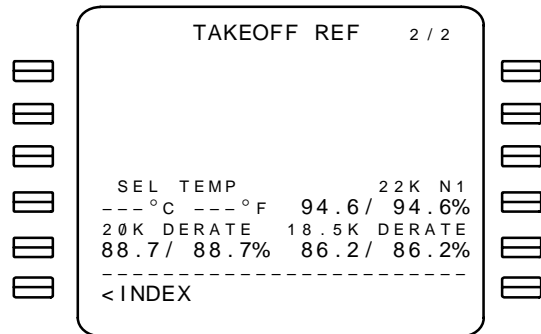 TAKEOFF REF 2/2
SEL TEMP 22K N1
---°C ---°F 94.6/ 94.6%
20K DERATE 18.5K DERATE
88.7/ 88.7% 86.2/ 86.2%
------------------------
<INDEX